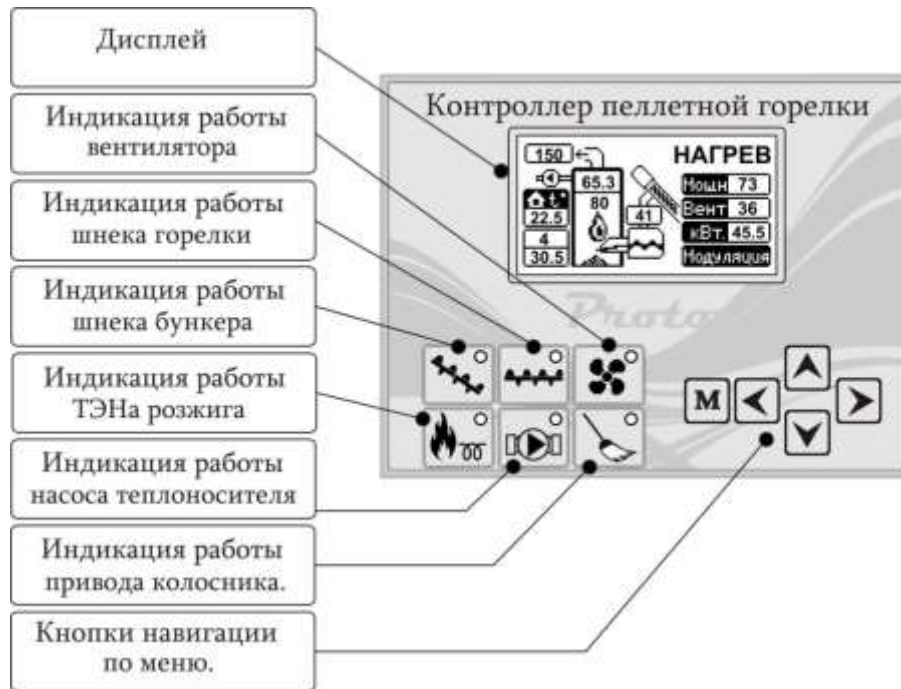 Дисплей
Индикация работы
вентилятора
Индикация работы
шнека горелки
Индикация работы
шнека бункера
Индикация работы
ТЭНа розжига
Индикация работы
насоса теплоносителя
Индикация работы
привода колосника.
Кнопки навигации
по меню.
Контроллер пеллетной горелки
150
65.3
80
22.5
4
30.5
41
НАГРЕВ
Мощн 73
Вент 36
кВт. 45.5
Модуляция
Proto
M